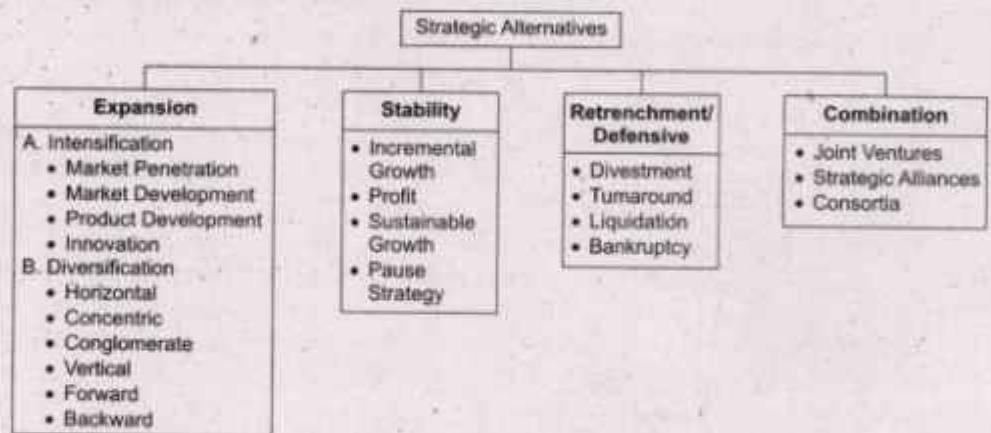 Strategic Alternatives
Expansion
A. Intensification
• Market Penetration
• Market Development
• Product Development
• Innovation
B. Diversification
• Horizontal
• Concentric
• Conglomerate
• Vertical
• Forward
• Backward
Stability
• Incremental
Growth
• Profit
• Sustainable
Growth
• Pause
Strategy
Retrenchment/
Defensive
• Divestment
• Turnaround
• Liquidation
• Bankruptcy
Combination
• Joint Ventures
• Strategic Alliances
• Consortia